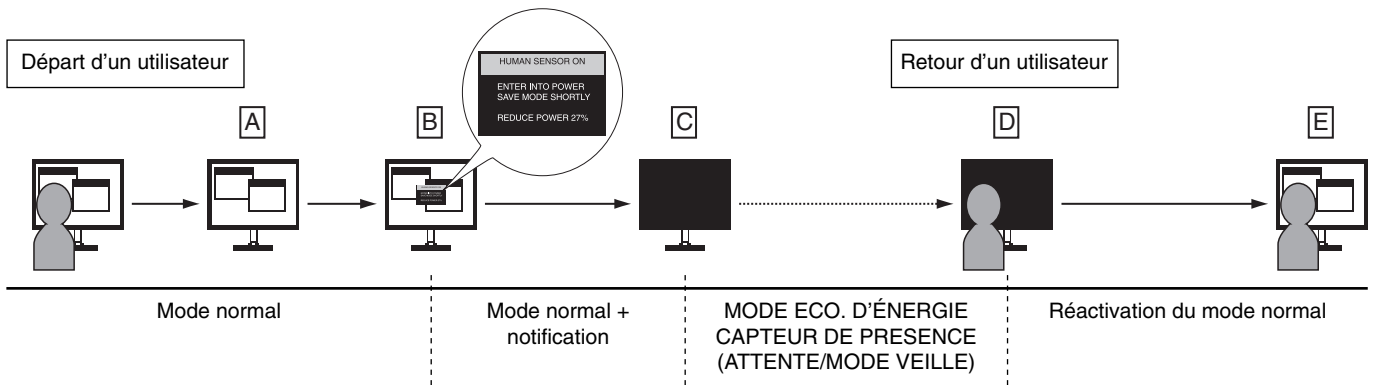 HUMAN SENSOR ON
ENTER INTO POWER
SAVE MODE SHORTLY
REDUCE POWER 27%
Départ d'un utilisateur
Retour d'un utilisateur
A
B
C
D
E
Mode normal
Mode normal +
notification
MODE ECO. D'ÉNERGIE
CAPTEUR DE PRESENCE
(ATTENTE/MODE VEILLE)
Réactivation du mode normal